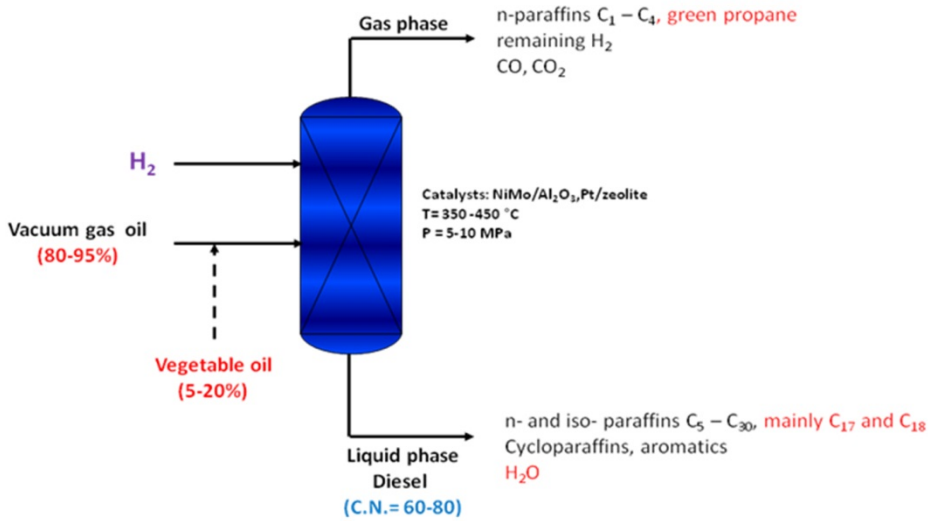 Gas phase
n-paraffins C₁ – C₄, green propane
remaining H₂
CO, CO₂
H₂
Catalysts: NiMo/Al₂O₃,Pt/zeolite
T= 350 -450 °C
P = 5-10 MPa
Vacuum gas oil
(80-95%)
Vegetable oil
(5-20%)
n- and iso- paraffins C₅ – C₃₀, mainly C₁₇ and C₁₈
Cycloparaffins, aromatics
H₂O
Liquid phase
Diesel
(C.N.= 60-80)